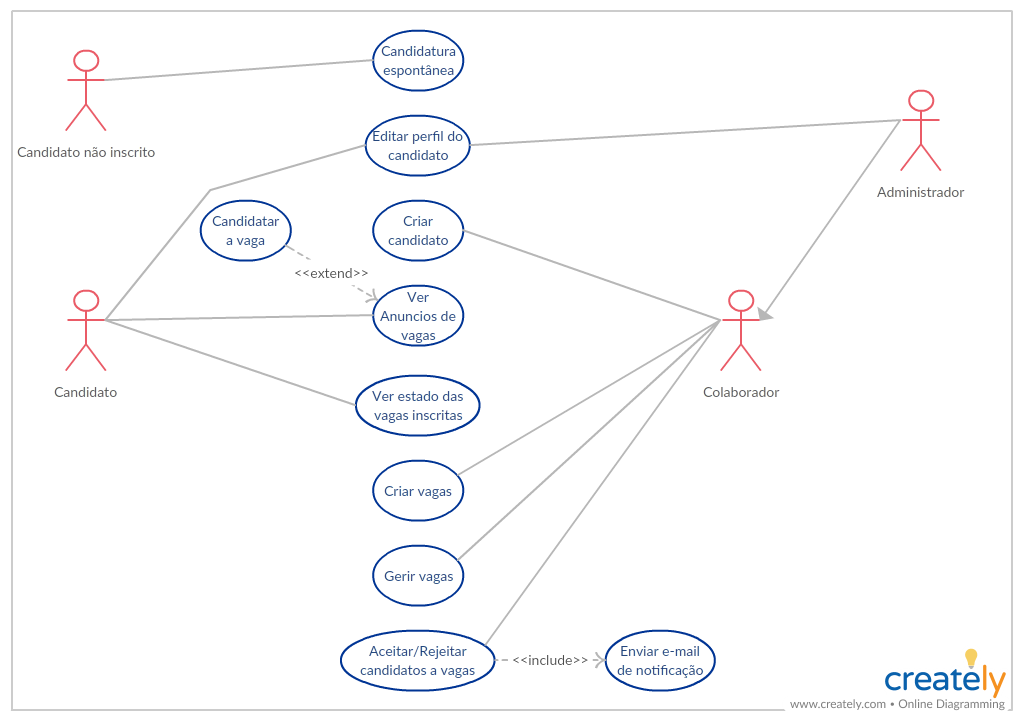 Candidatura
espontânea
Candidato não inscrito
Editar perfil do
candidato
Administrador
Candidatar
a vaga
Criar
candidato
<<extend>>
Ver
Anuncios de
vagas
Candidato
Colaborador
Ver estado das
vagas inscritas
Criar vagas
Gerir vagas
Aceitar/Rejeitar
candidatos a vagas
<<include>>
Enviar e-mail
de notificação
creately
www.creately.com • Online Diagramming